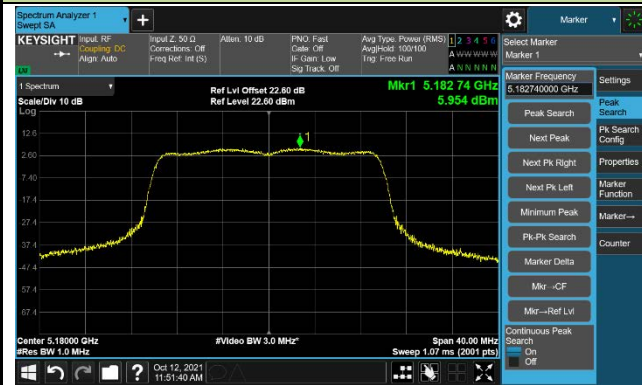 Spectrum Analyzer 1
Swept SA
+
Marker
KEYSIGHT
Input: RF
Coupling: DC
Align: Auto
Input Z: 50 Ω
Corrections: Off
Freq Ref: Int (S)
Atten: 10 dB
PNO: Fast
Gate: Off
IF Gain: Low
Sig Track: Off
Avg Type: Power (RMS)
Avg|Hold: 100/100
Trig: Free Run
1 2 3 4 5 6
A W W W W W
A N N N N N
LM
Select Marker
Marker 1
Marker Frequency
5.182740000 GHz
Settings
Peak Search
Next Peak
Next Pk Right
Next Pk Left
Minimum Peak
Pk-Pk Search
Marker Delta
Mkr→CF
Mkr→Ref Lvl
Continuous Peak
Search
On
Off
Peak
Search
Pk Search
Config
Properties
Marker
Function
Marker→
Counter
1 Spectrum
Scale/Div 10 dB
Log
Ref Lvl Offset 22.60 dB
Ref Level 22.60 dBm
Mkr1 5.182 74 GHz
5.954 dBm
1
12.6
2.60
-7.40
-17.4
-27.4
-37.4
-47.4
-57.4
-67.4
Center 5.18000 GHz
#Res BW 1.0 MHz
#Video BW 3.0 MHz*
Span 40.00 MHz
Sweep 1.07 ms (2001 pts)
?
Oct 12, 2021
11:51:40 AM